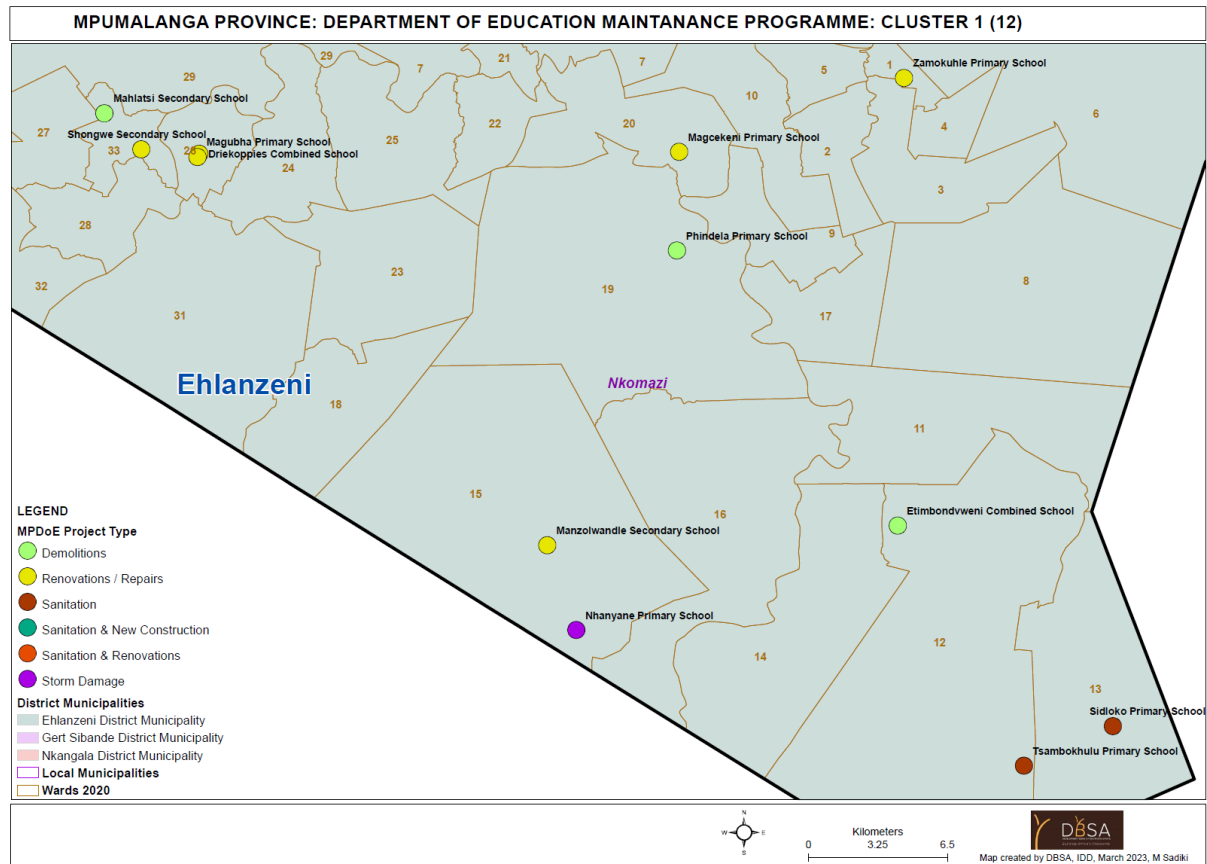 MPUMALANGA PROVINCE: DEPARTMENT OF EDUCATION MAINTANANCE PROGRAMME: CLUSTER 1 (12)
29
7
21
7
5
1
Zamokuhle Primary School
29
Mahlatsi Secondary School
10
6
27
Shongwe Secondary School
33
26
Magubha Primary School
Driekoppies Combined School
24
25
22
20
Magcekeni Primary School
2
4
3
28
Phindela Primary School
9
32
31
23
19
17
8
Ehlanzeni
18
Nkomazi
11
15
16
Manzolwandle Secondary School
Etimbondvweni Combined School
Nhanyane Primary School
14
12
13
Sidloko Primary School
Tsambokhulu Primary School
LEGEND
MPDoE Project Type
Demolitions
Renovations / Repairs
Sanitation
Sanitation & New Construction
Sanitation & Renovations
Storm Damage
District Municipalities
Ehlanzeni District Municipality
Gert Sibande District Municipality
Nkangala District Municipality
Local Municipalities
Wards 2020
N
W
E
S
Kilometers
0 3.25 6.5
DBSA
Map created by DBSA, IDD, March 2023, M Sadiki